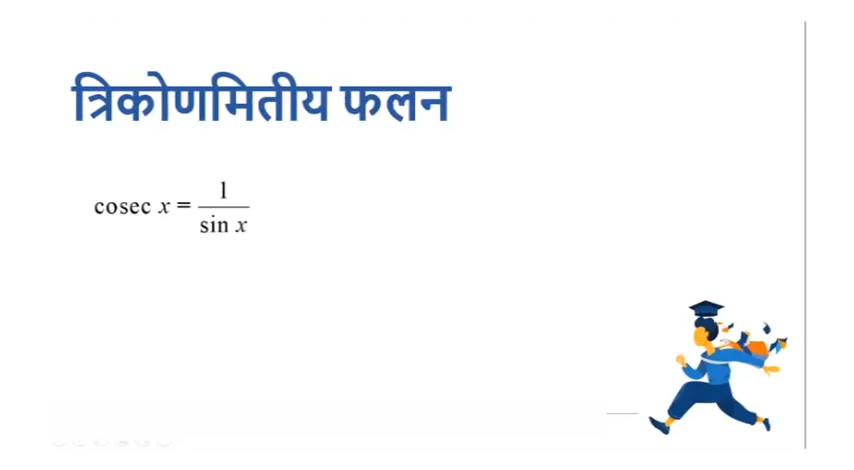 त्रिकोणमितीय फलन
cosec x = 1/sin x